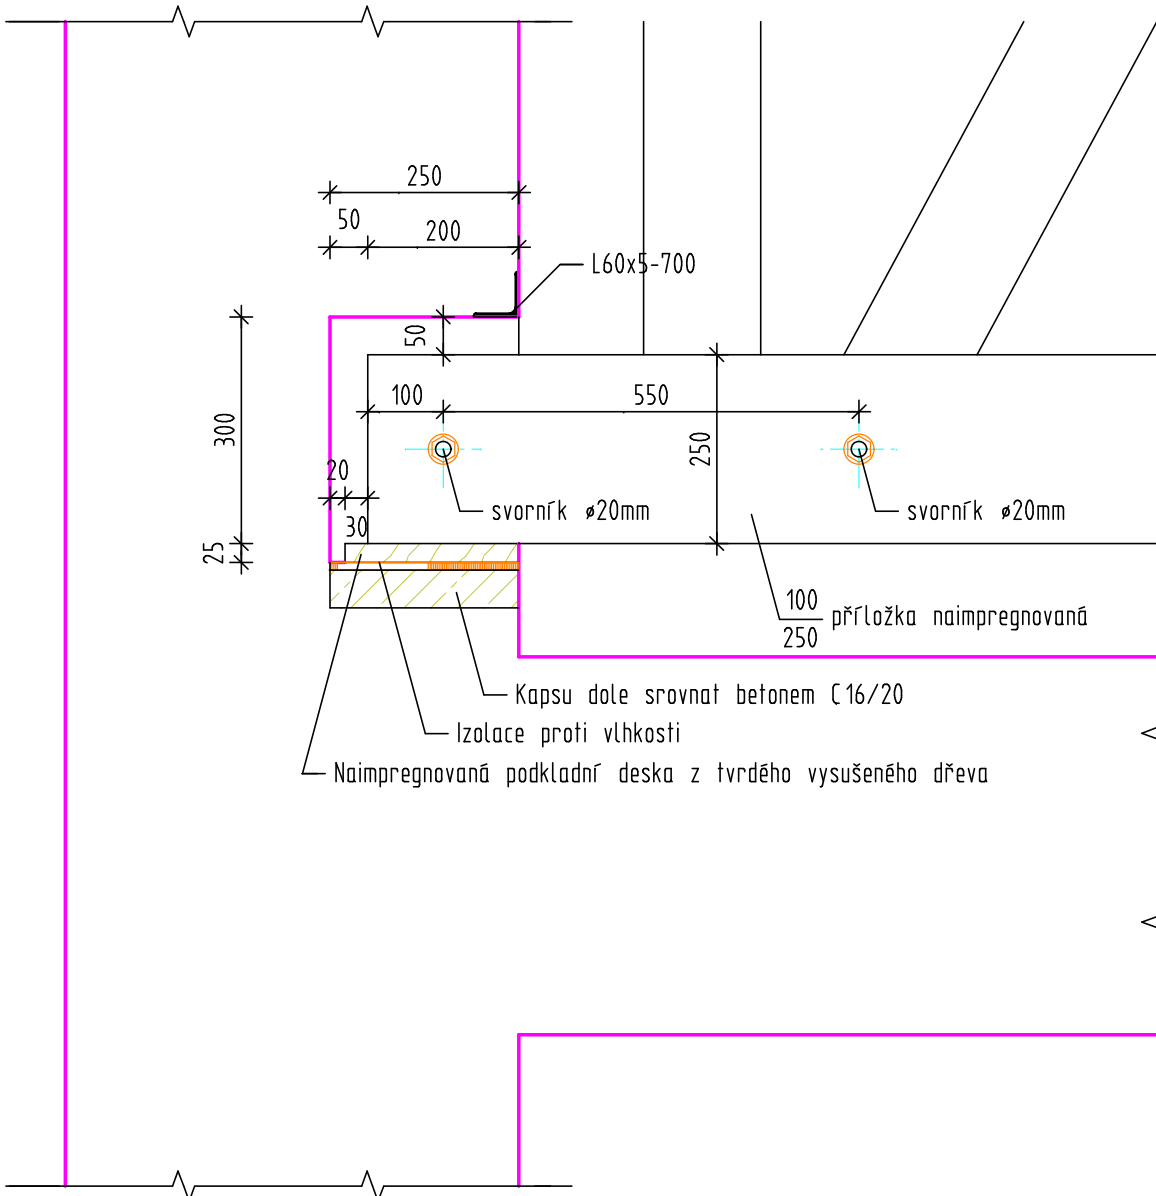 250
50
200
L60x5-700
50
100
550
300
250
20
svorník ø20mm
svorník ø20mm
30
25
100
250
příložka naimpregnovaná
Kapsu dole srovnat betonem C16/20
Izolace proti vlhkosti
Naimpregnovaná podkladní deska z tvrdého vysušeného dřeva